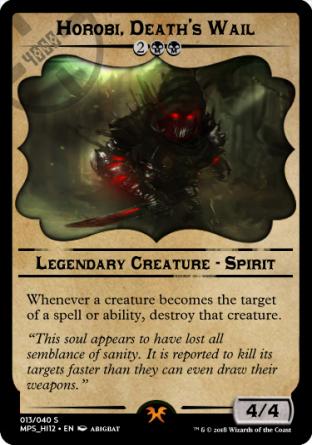 HOROBI, DEATH'S WAIL
2
LEGENDARY CREATURE - SPIRIT
Whenever a creature becomes the target
of a spell or ability, destroy that creature.
"This soul appears to have lost all
semblance of sanity. It is reported to kill its
targets faster than they can even draw their
weapons."
013/040 S
MPS_HI12 • EN ABIGBAT
™ & © 2018 Wizards of the Coast
4/4